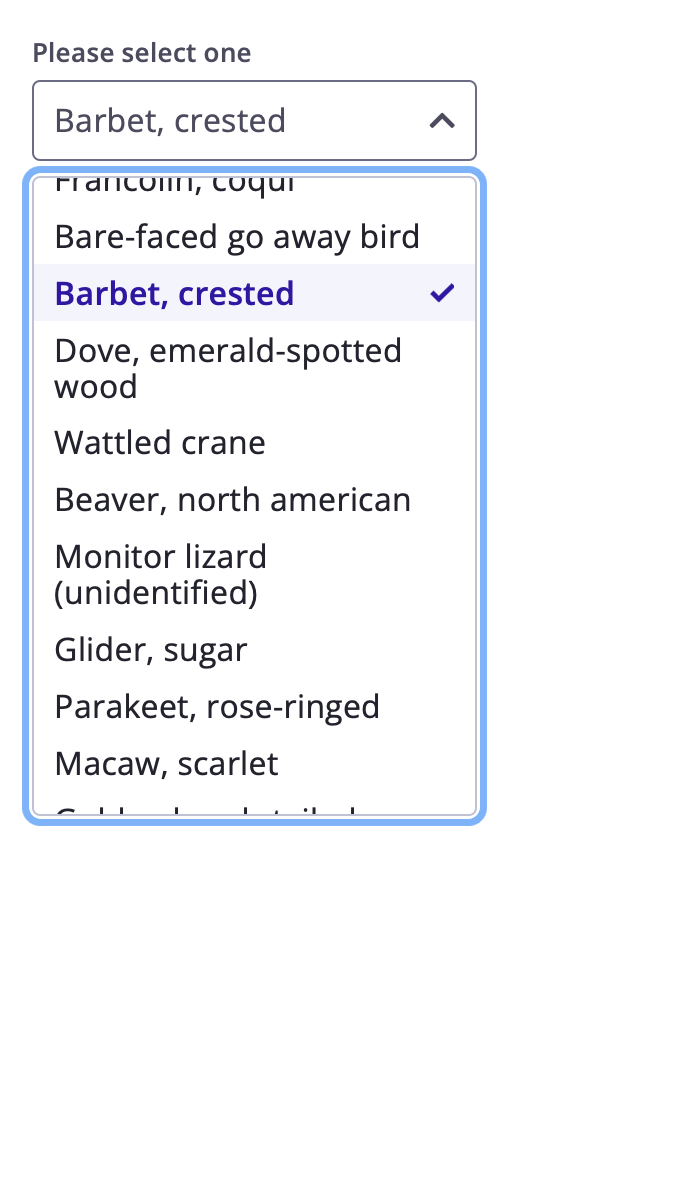 Please select one
Barbet, crested
Francolin, coqui
Bare-faced go away bird
Barbet, crested
Dove, emerald-spotted
wood
Wattled crane
Beaver, north american
Monitor lizard
(unidentified)
Glider, sugar
Parakeet, rose-ringed
Macaw, scarlet